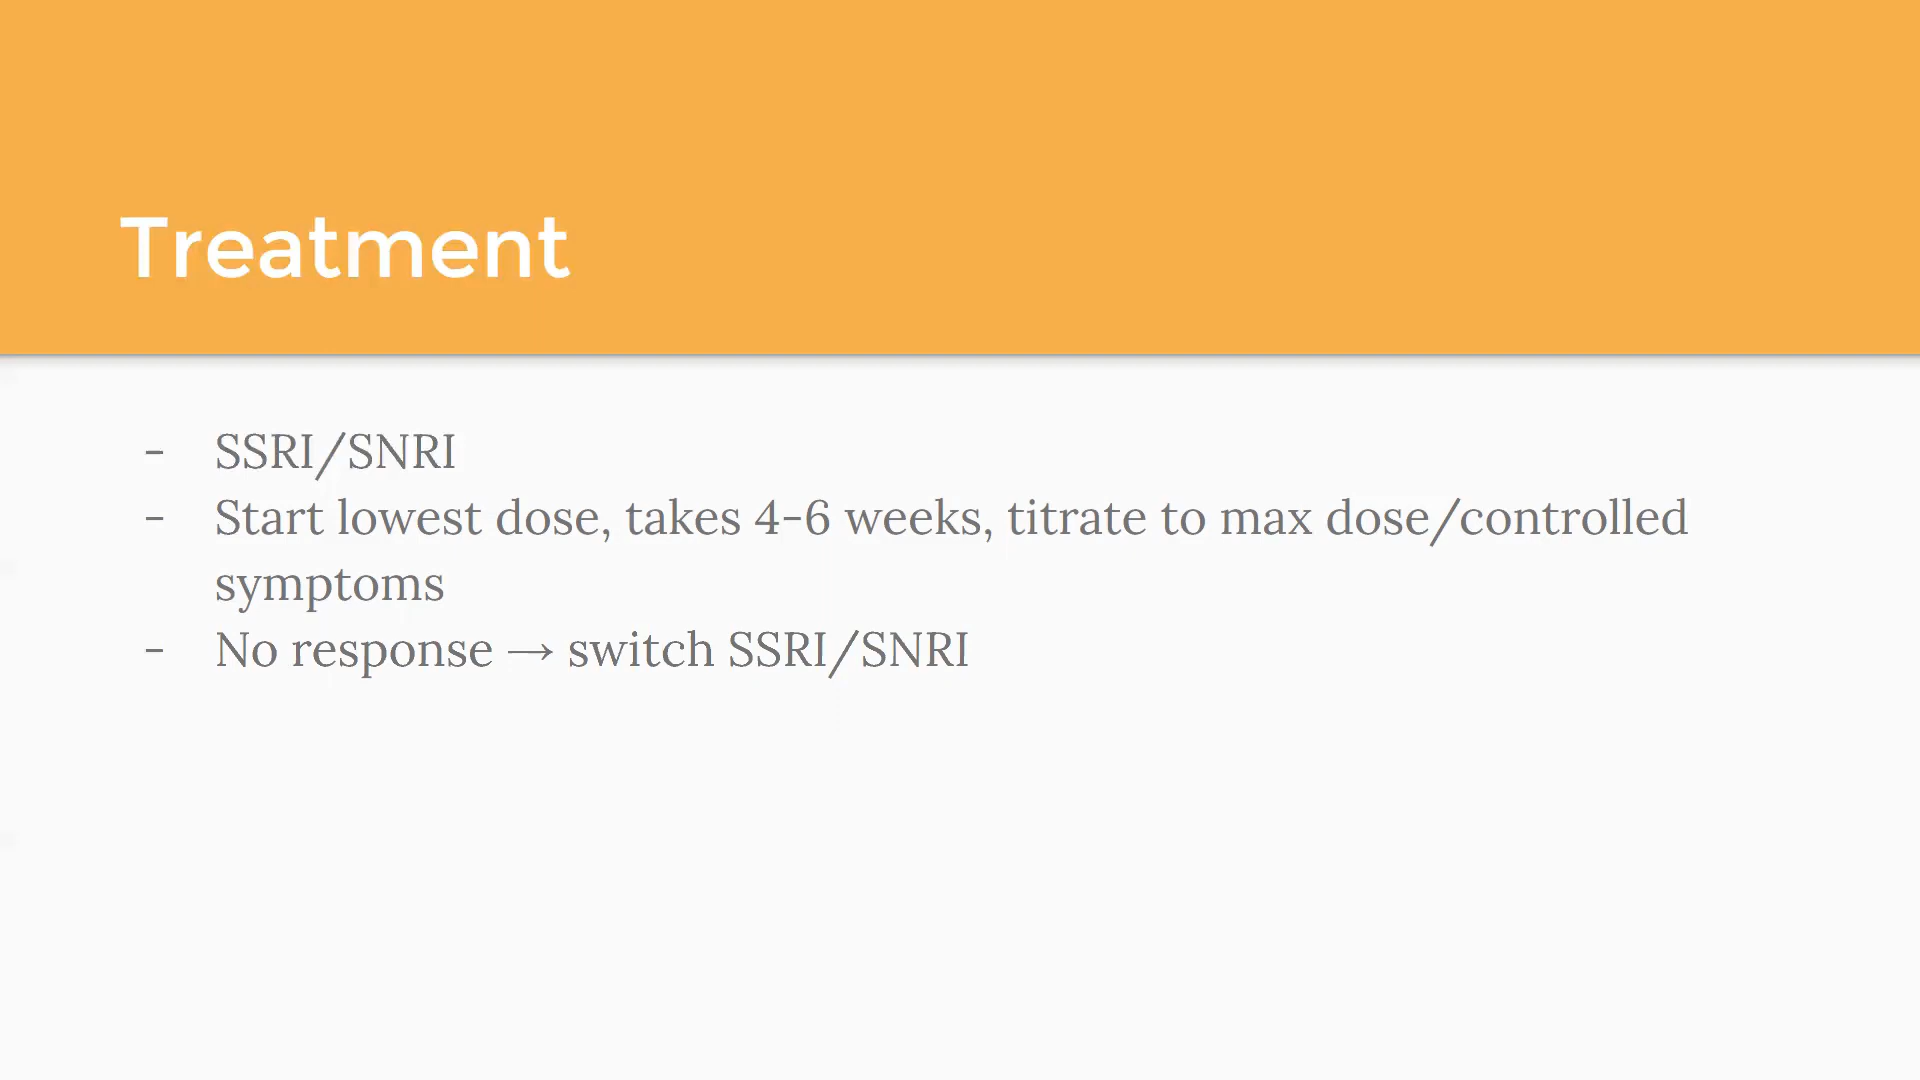 Treatment
- SSRI/SNRI
- Start lowest dose, takes 4-6 weeks, titrate to max dose/controlled
symptoms
- No response → switch SSRI/SNRI